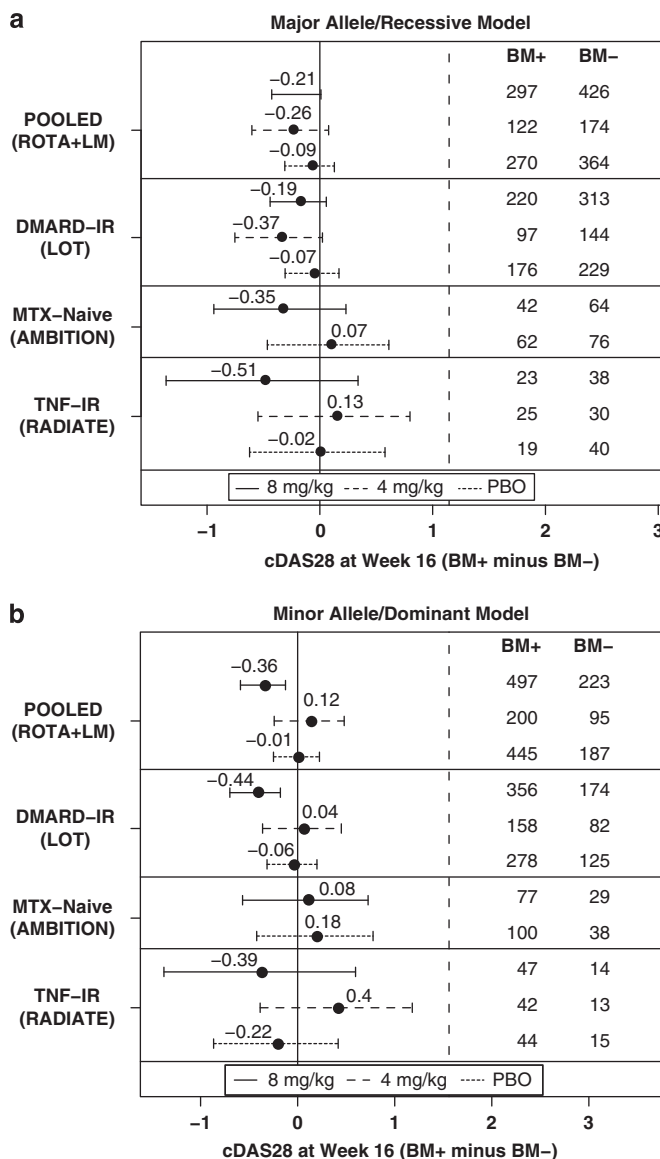 a
Major Allele/Recessive Model
BM+ BM−
−0.21 297 426
POOLED
(ROTA+LM)
−0.26 122 174
−0.09 270 364
−0.19 220 313
DMARD−IR
(LOT)
−0.37 97 144
−0.07 176 229
−0.35 42 64
MTX−Naive
(AMBITION)
0.07 62 76
−0.51 23 38
TNF−IR
(RADIATE)
0.13 25 30
−0.02 19 40
8 mg/kg 4 mg/kg PBO
−1 0 1 2 3
cDAS28 at Week 16 (BM+ minus BM−)
b
Minor Allele/Dominant Model
BM+ BM−
−0.36 497 223
POOLED
(ROTA+LM)
0.12 200 95
−0.01 445 187
−0.44 356 174
DMARD−IR
(LOT)
0.04 158 82
−0.06 278 125
0.08 77 29
MTX−Naive
(AMBITION)
0.18 100 38
−0.39 47 14
TNF−IR
(RADIATE)
0.4 42 13
−0.22 44 15
8 mg/kg 4 mg/kg PBO
−1 0 1 2 3
cDAS28 at Week 16 (BM+ minus BM−)